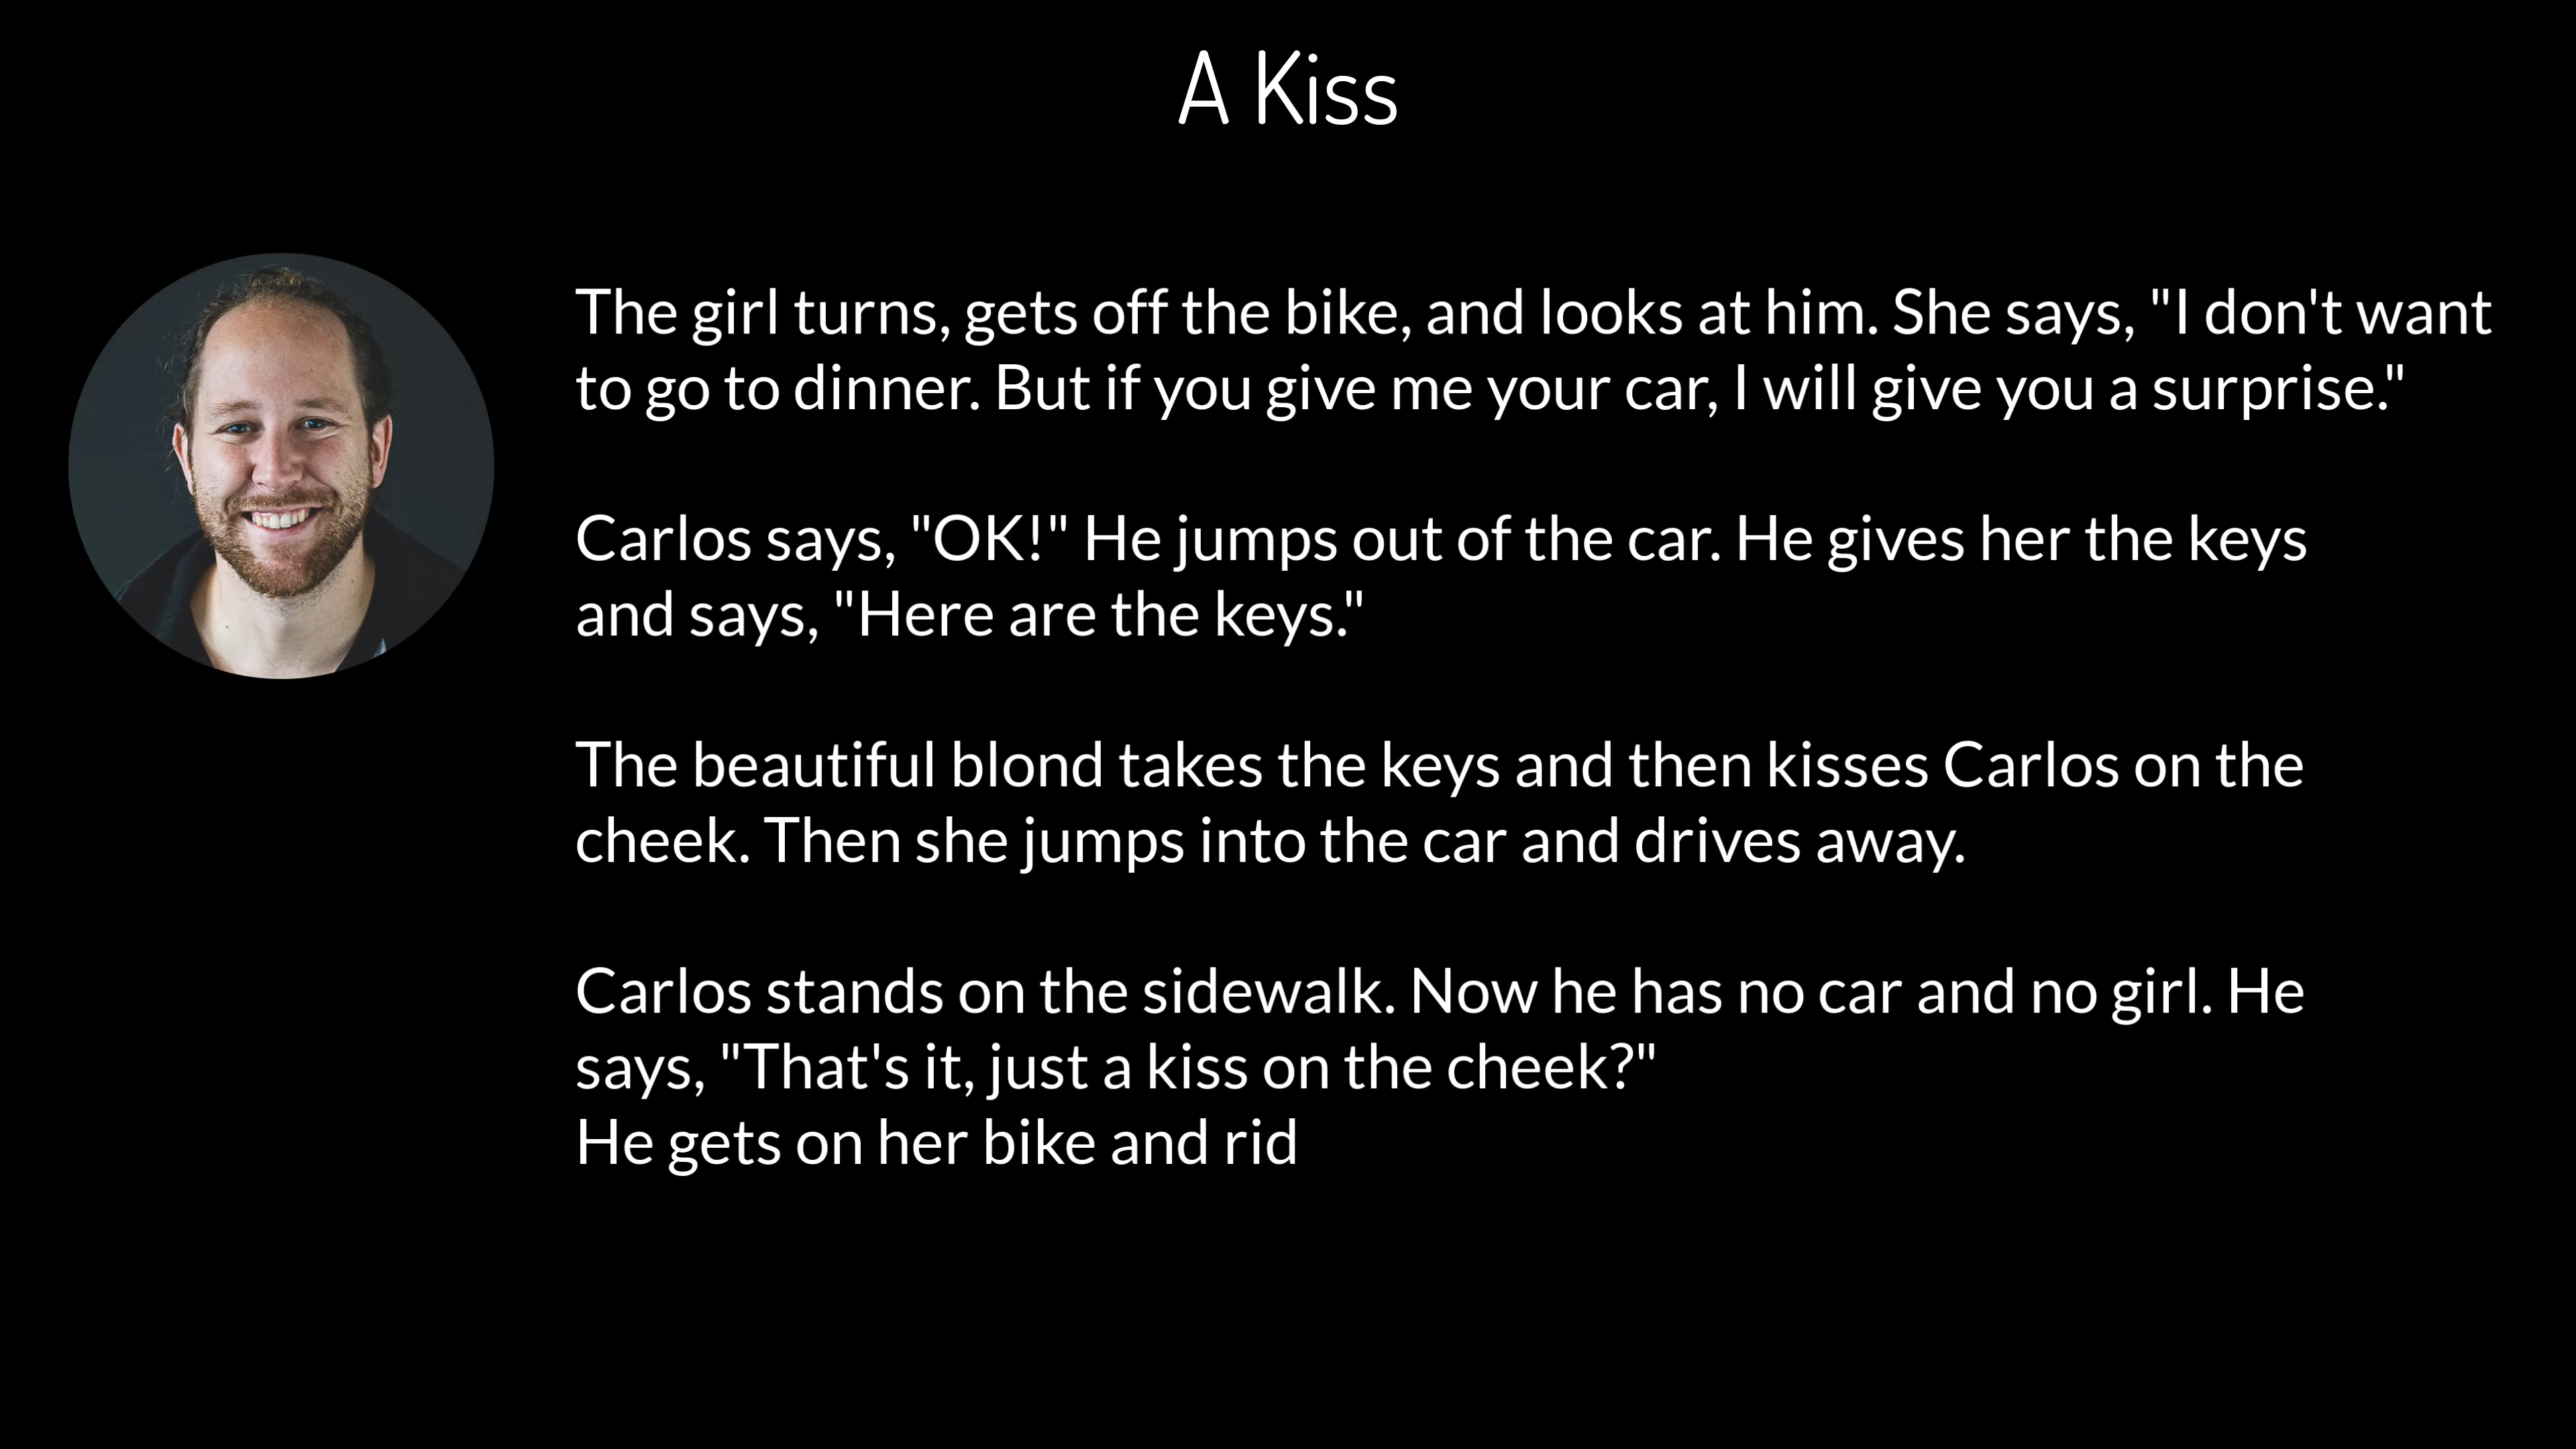 A Kiss
The girl turns, gets off the bike, and looks at him. She says, "I don't want
to go to dinner. But if you give me your car, I will give you a surprise."
Carlos says, "OK!" He jumps out of the car. He gives her the keys
and says, "Here are the keys."
The beautiful blond takes the keys and then kisses Carlos on the
cheek. Then she jumps into the car and drives away.
Carlos stands on the sidewalk. Now he has no car and no girl. He
says, "That's it, just a kiss on the cheek?"
He gets on her bike and rid